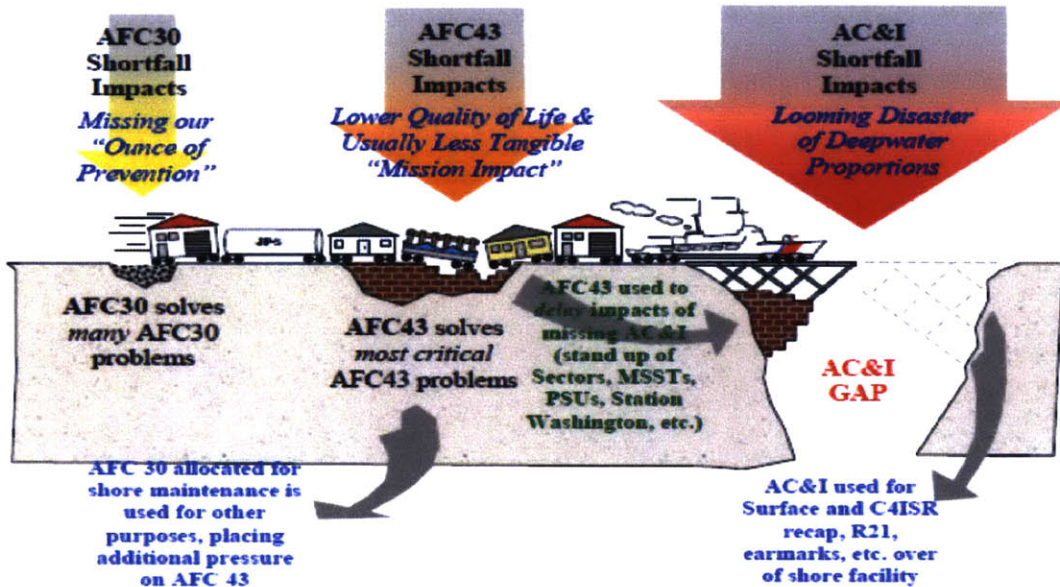 AFC30
Shortfall
Impacts
Missing our
“Ounce of
Prevention”
AFC43
Shortfall
Impacts
Lower Quality of Life &
Usually Less Tangible
“Mission Impact”
AC&I
Shortfall
Impacts
Looming Disaster
of Deepwater
Proportions
JP-5
AFC30 solves
many AFC30
problems
AFC43 solves
most critical
AFC43 problems
AFC43 used to
delay impacts of
missing AC&I
(stand up of
Sectors, MSSTs,
PSUs, Station
Washington, etc.)
AC&I
GAP
AFC 30 allocated for
shore maintenance is
used for other
purposes, placing
additional pressure
on AFC 43
AC&I used for
Surface and C4ISR
recap, R21,
earmarks, etc. over
of shore facility